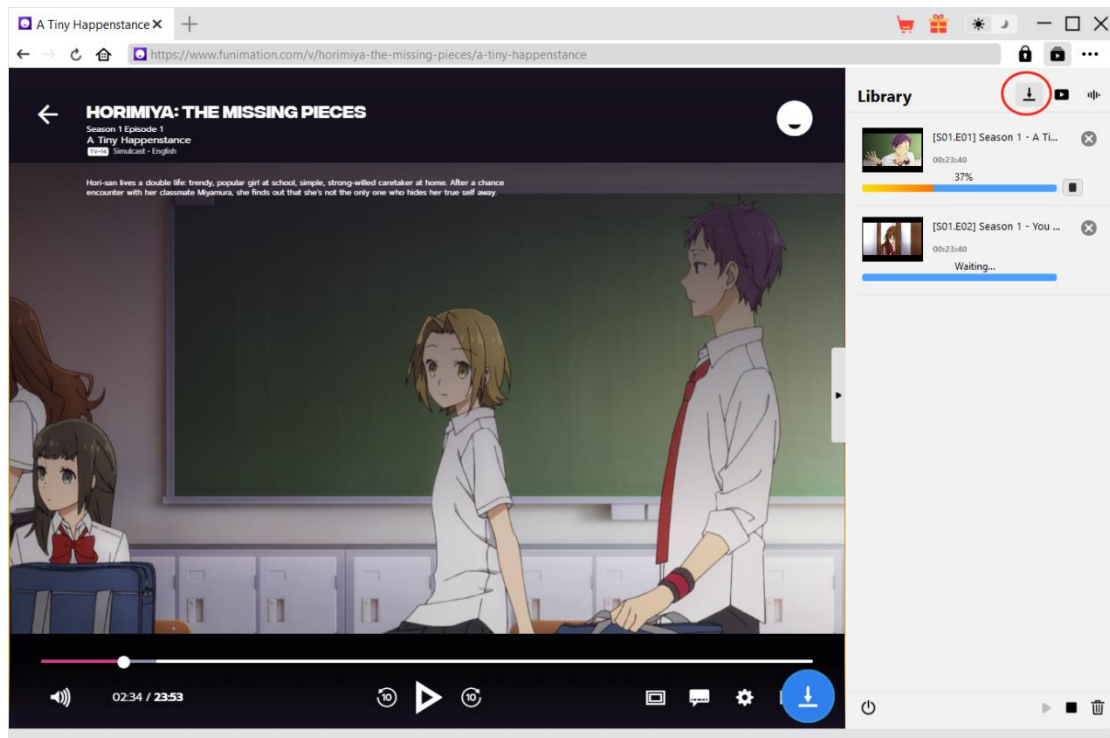 A Tiny Happenstance
https://www.funimation.com/v/horimiya-the-missing-pieces/a-tiny-happenstance
HORIMIYA: THE MISSING PIECES
Season 1 Episode 1
A Tiny Happenstance
TV-14 Simulcast · English
Hori-san lives a double life: trendy, popular girl at school, simple, strong-willed caretaker at home. After a chance
encounter with her classmate Miyamura, she finds out that she's not the only one who hides her true self away.
02:34 / 23:53
10
10
Library
[S01.E01] Season 1 - A Ti...
00:23:40
37%
[S01.E02] Season 1 - You ...
00:23:40
Waiting...